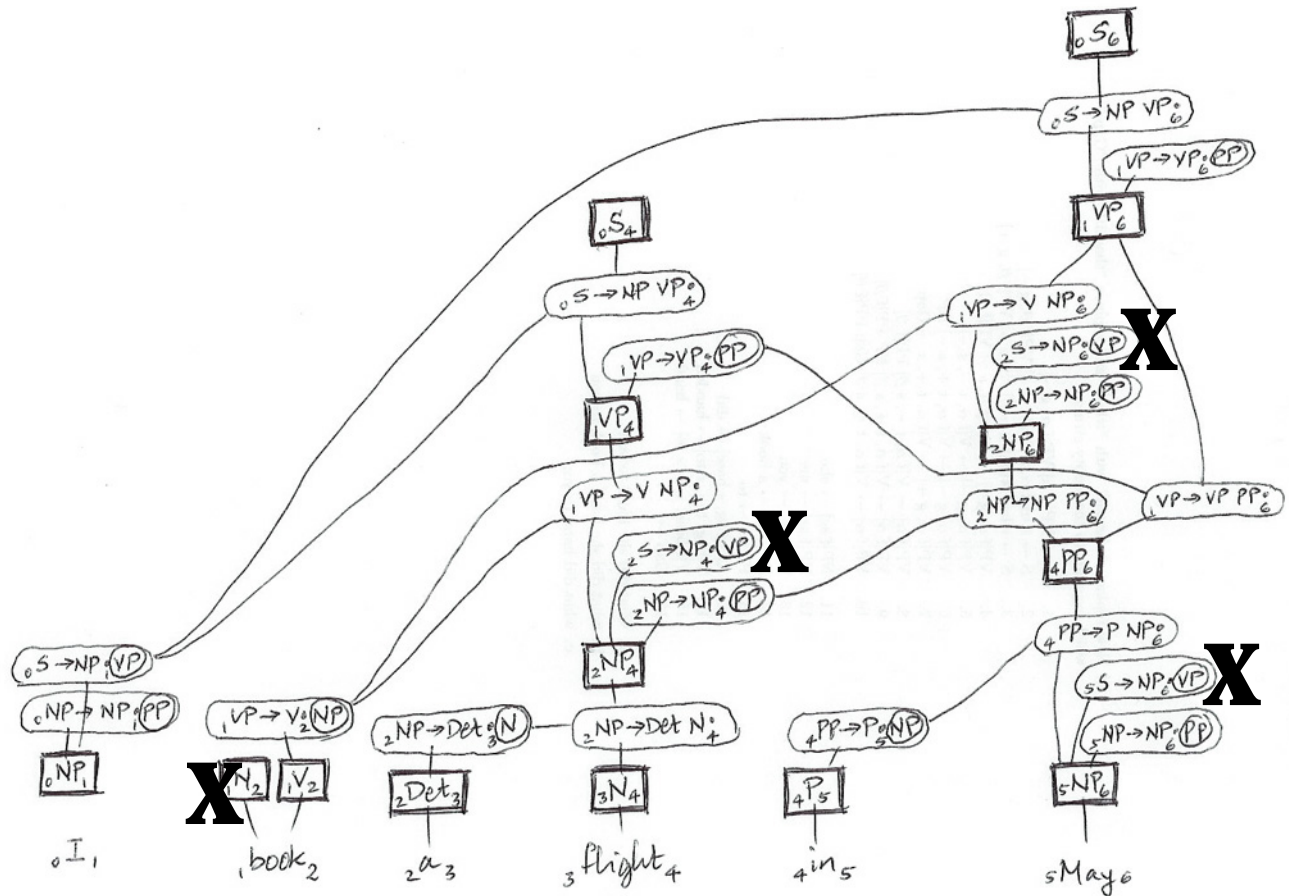 ₀S₆
₀S→NP VP:₆
₁VP→VP:₆ PP
₁VP₆
₀S₄
₀S→NP VP:₄
₁VP→V NP:₆
₂S→NP:₆ VP
X
₁VP→VP:₄ PP
₂NP→NP:₆ PP
₁VP₄
₂NP₆
₁VP→V NP:₄
₂NP→NP PP:₆
₁VP→VP PP:₆
₂S→NP:₄ VP
X
₄PP₆
₂NP→NP:₄ PP
₄PP→P NP:₆
₀S→NP:₁ VP
₂NP₄
₅S→NP:₆ VP
X
₀NP→NP:₁ PP
₁VP→V:₂ NP
₂NP→Det:₃ N
₂NP→Det N:₄
₄PP→P:₅ NP
₅NP→NP:₆ PP
₀NP₁
X
₁N₂
₁V₂
₂Det₃
₃N₄
₄P₅
₅NP₆
₀I₁ ₁book₂ ₂a₃ ₃flight₄ ₄in₅ ₅May₆